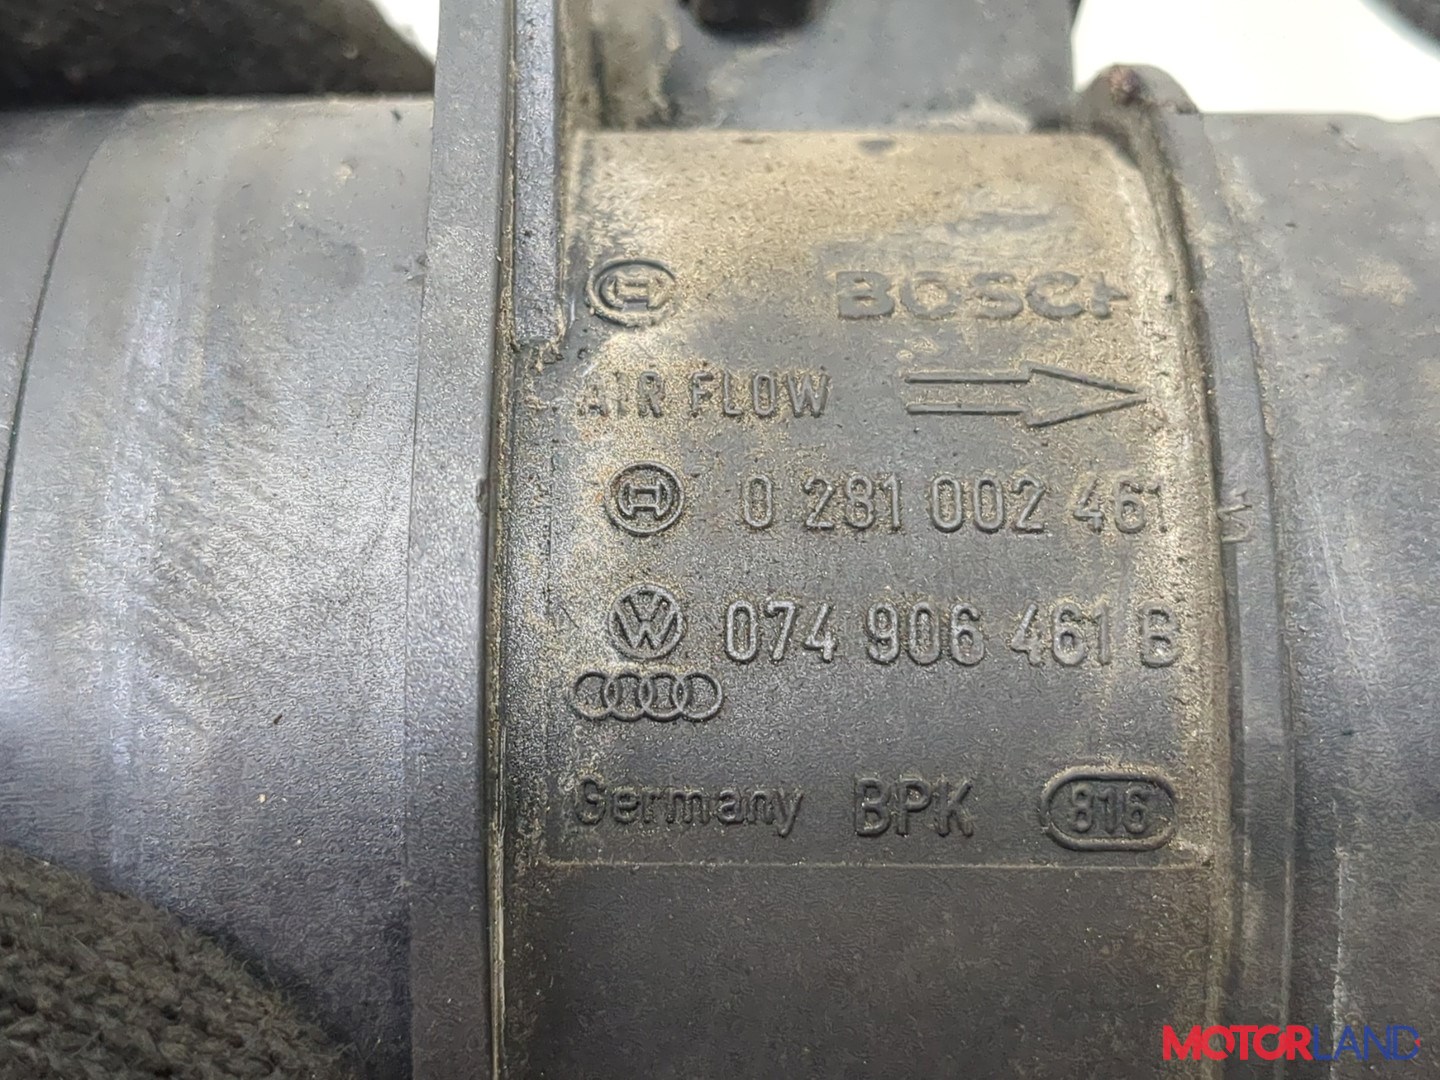 BOSCH
AIR FLOW
0 281 002 461
074 906 461 B
Germany BPK 816
MOTORLAND